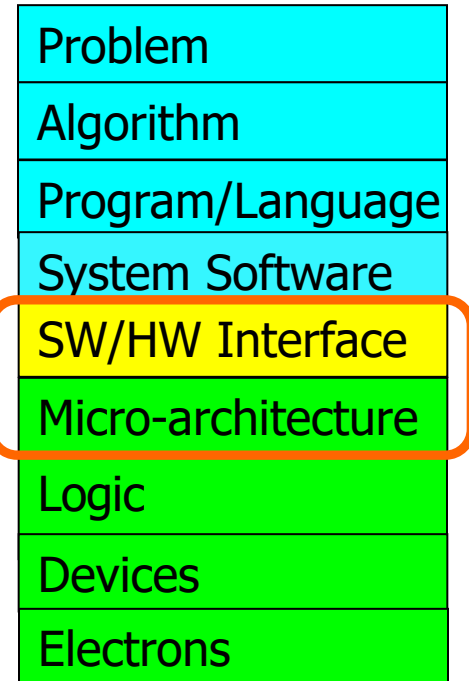 Problem
Algorithm
Program/Language
System Software
SW/HW Interface
Micro-architecture
Logic
Devices
Electrons